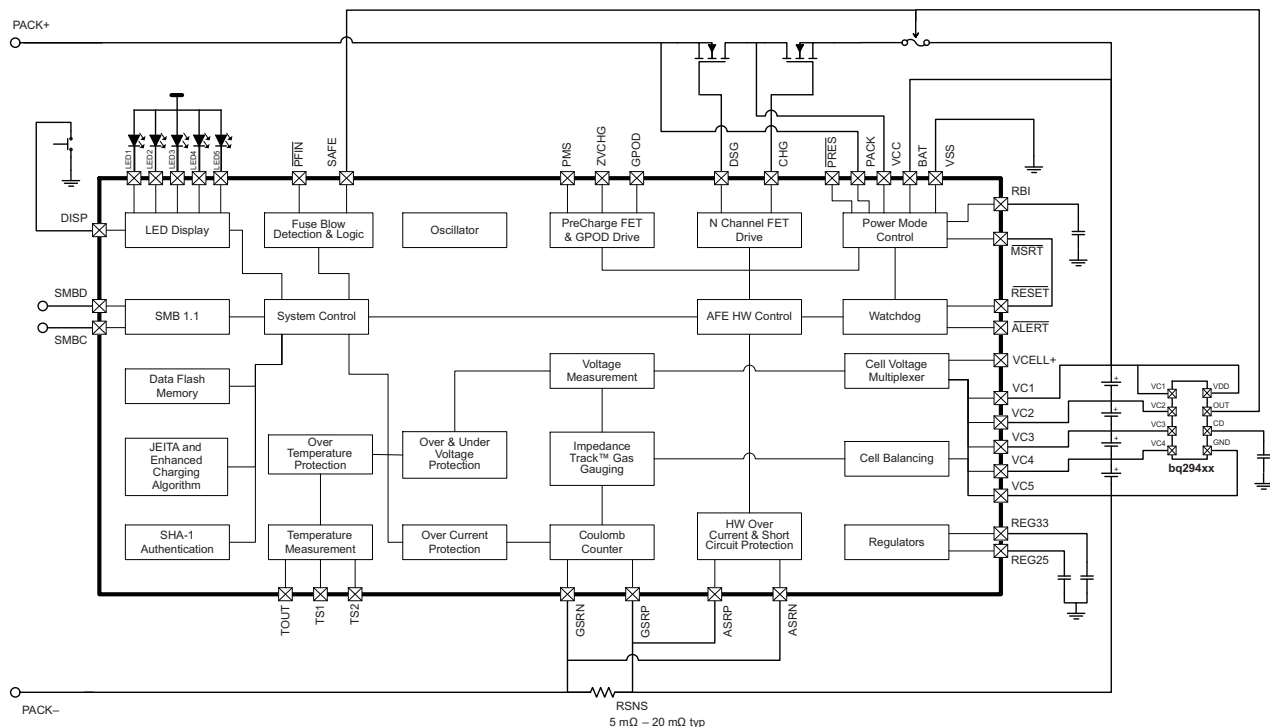 PACK+
LED1
LED2
LED3
LED4
LED5
PFIN
SAFE
PMS
ZVCHG
GPOD
DSG
CHG
PRES
PACK
VCC
BAT
VSS
RBI
DISP
LED Display
Fuse Blow
Detection & Logic
Oscillator
PreCharge FET
& GPOD Drive
N Channel FET
Drive
Power Mode
Control
MSRT
SMBD
SMBC
SMB 1.1
System Control
AFE HW Control
Watchdog
RESET
ALERT
Data Flash
Memory
Voltage
Measurement
Cell Voltage
Multiplexer
VCELL+
VC1
VC2
VC3
VC4
VC5
VC1
VC2
VC3
VC4
VDD
OUT
CD
GND
bq294xx
JEITA and
Enhanced
Charging
Algorithm
Over
Temperature
Protection
Over & Under
Voltage
Protection
Impedance
Track™ Gas
Gauging
Cell Balancing
SHA-1
Authentication
Temperature
Measurement
Over Current
Protection
Coulomb
Counter
HW Over
Current & Short
Circuit Protection
Regulators
REG33
REG25
TOUT
TS1
TS2
GSRN
GSRP
ASRP
ASRN
PACK–
RSNS
5 mΩ – 20 mΩ typ